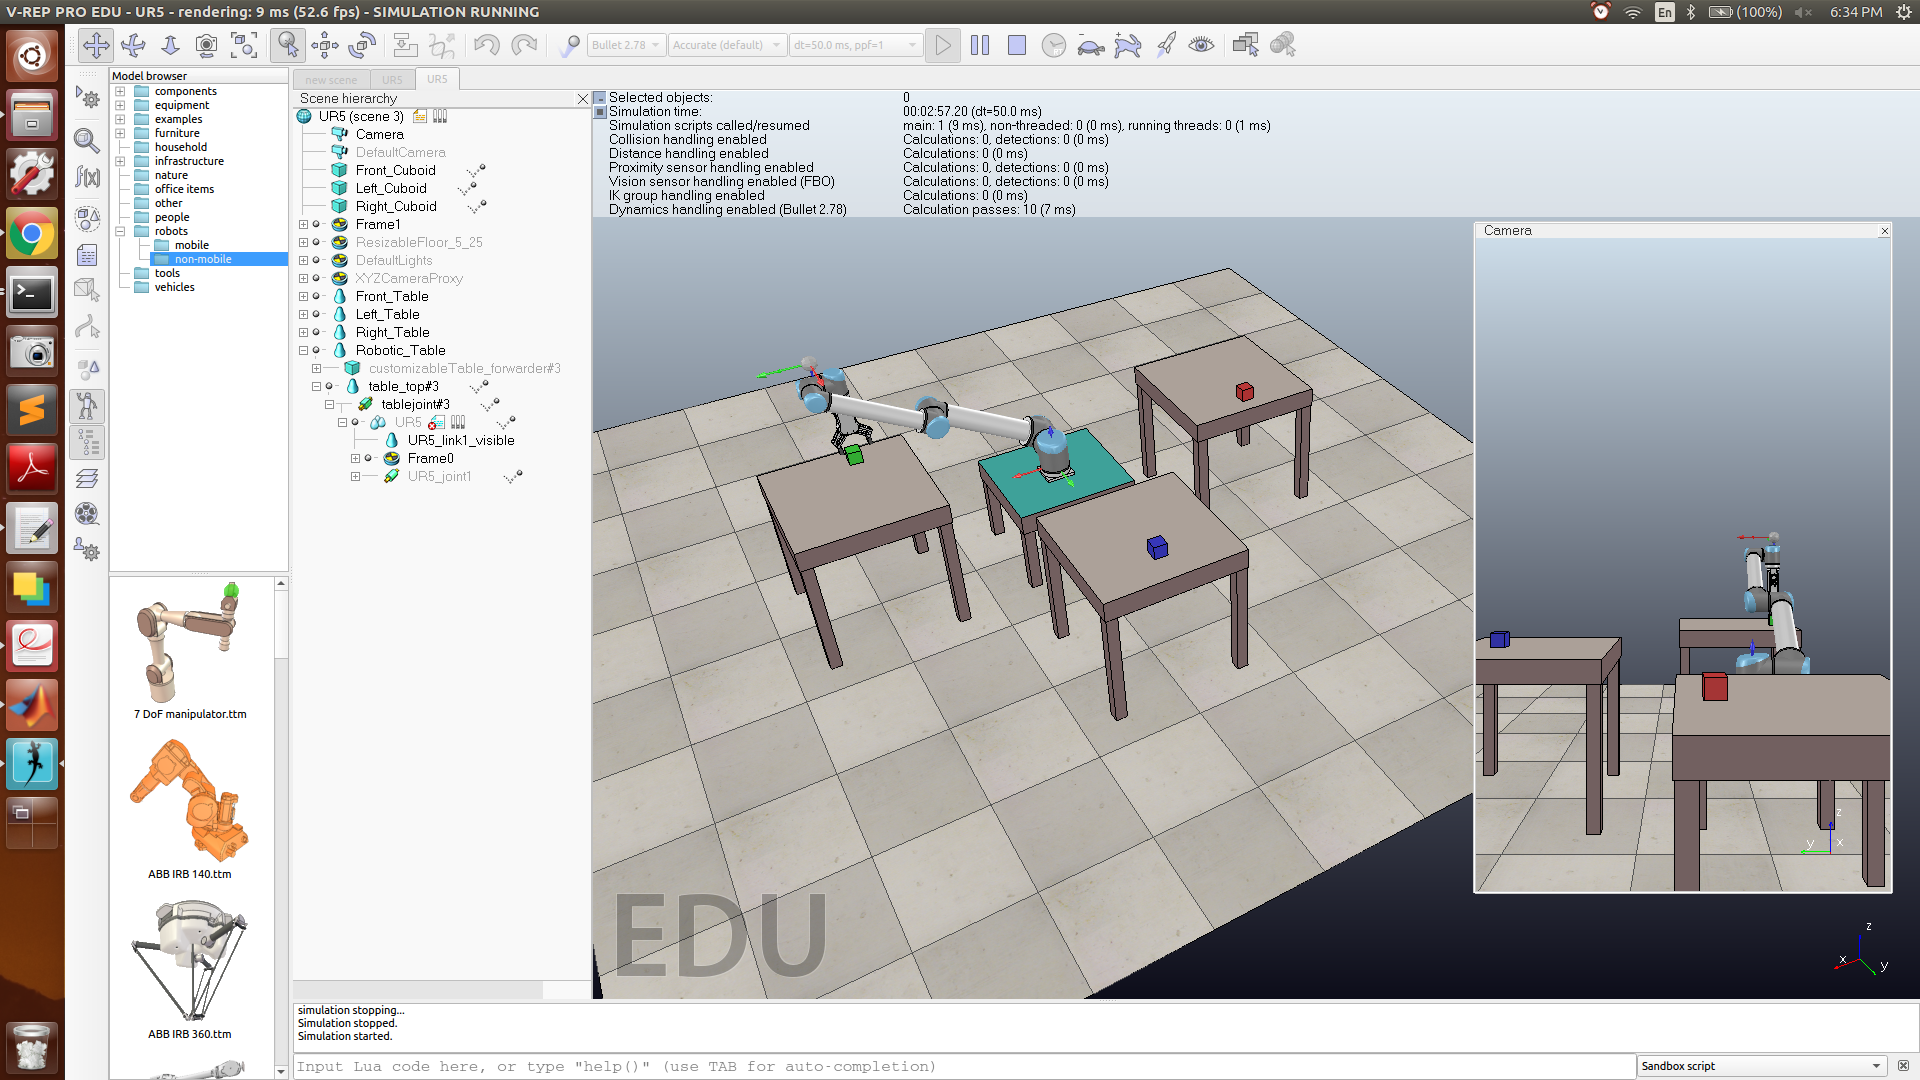 V-REP PRO EDU - UR5 - rendering: 9 ms (52.6 fps) - SIMULATION RUNNING
En
(100%)
6:34 PM
Bullet 2.78
Accurate (default)
dt=50.0 ms, ppf=1
Model browser
components
equipment
examples
furniture
household
infrastructure
nature
office items
other
people
robots
mobile
non-mobile
tools
vehicles
7 DoF manipulator.ttm
ABB IRB 140.ttm
ABB IRB 360.ttm
new scene
UR5
UR5
Scene hierarchy
UR5 (scene 3)
Camera
DefaultCamera
Front_Cuboid
Left_Cuboid
Right_Cuboid
Frame1
ResizableFloor_5_25
DefaultLights
XYZCameraProxy
Front_Table
Left_Table
Right_Table
Robotic_Table
customizableTable_forwarder#3
table_top#3
tablejoint#3
UR5
UR5_link1_visible
Frame0
UR5_joint1
Selected objects: 0
Simulation time: 00:02:57.20 (dt=50.0 ms)
Simulation scripts called/resumed main: 1 (9 ms), non-threaded: 0 (0 ms), running threads: 0 (1 ms)
Collision handling enabled Calculations: 0, detections: 0 (0 ms)
Distance handling enabled Calculations: 0 (0 ms)
Proximity sensor handling enabled Calculations: 0, detections: 0 (0 ms)
Vision sensor handling enabled (FBO) Calculations: 0, detections: 0 (0 ms)
IK group handling enabled Calculations: 0 (0 ms)
Dynamics handling enabled (Bullet 2.78) Calculation passes: 10 (7 ms)
Camera
z
y
x
EDU
z
x
y
simulation stopping...
Simulation stopped.
Simulation started.
Input Lua code here, or type "help()" (use TAB for auto-completion)
Sandbox script